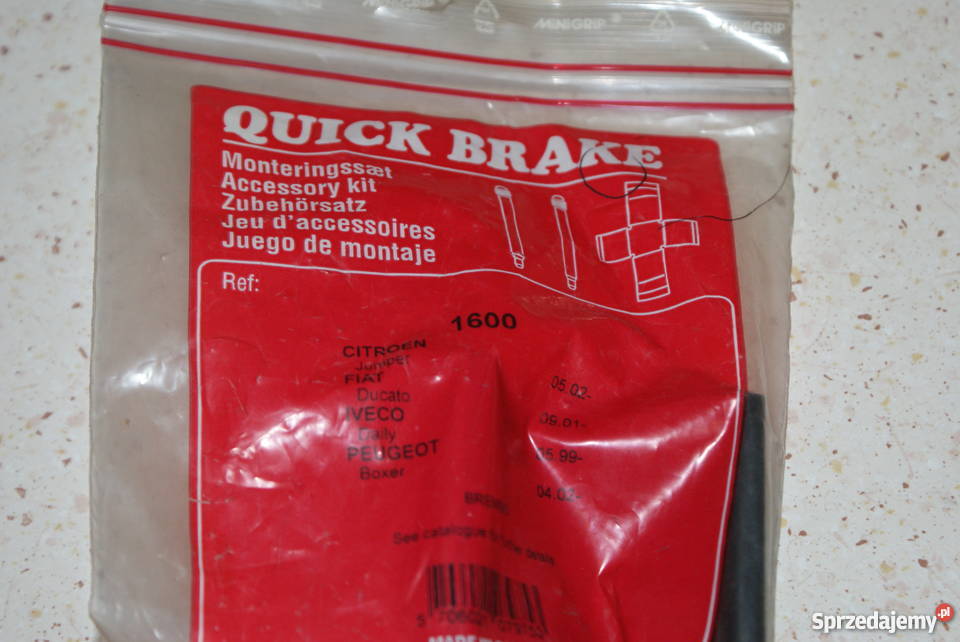 MINIGRIP
MINIGRIP
QUICK BRAKE
Monteringssæt
Accessory kit
Zubehörsatz
Jeu d'accessoires
Juego de montaje
Ref:
1600
CITROEN
Jumper 05.02-
FIAT
Ducato 09.01-
IVECO
Daily 05.99-
PEUGEOT
Boxer 04.02-
See catalogue
MADE
Sprzedajemy.pl